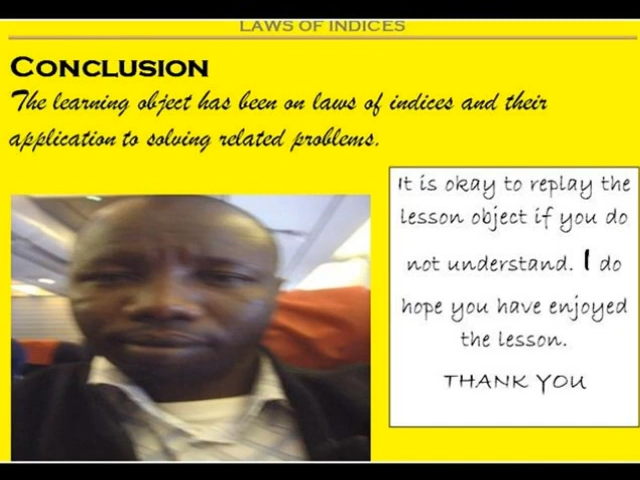 LAWS OF INDICES
CONCLUSION
The learning object has been on laws of indices and their
application to solving related problems.
It is okay to replay the
lesson object if you do
not understand. I do
hope you have enjoyed
the lesson.
THANK YOU